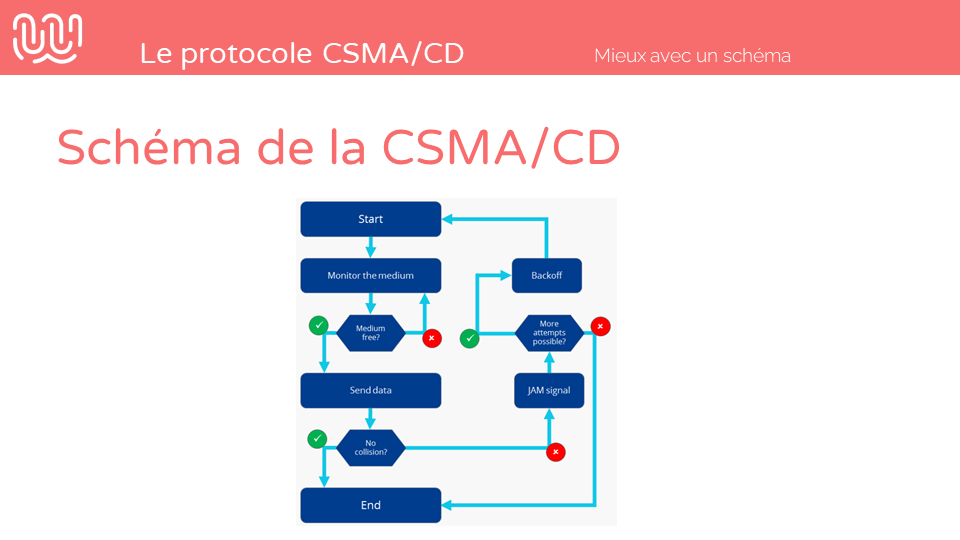 Le protocole CSMA/CD
Mieux avec un schéma
Schéma de la CSMA/CD
Start
Monitor the medium
Backoff
Medium
free?
More
attempts
possible?
Send data
JAM signal
No
collision?
End